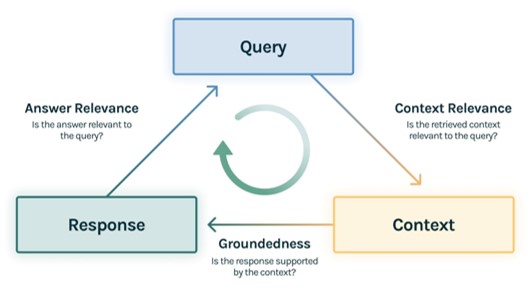 Query
Answer Relevance
Is the answer relevant to
the query?
Context Relevance
Is the retrieved context
relevant to the query?
Response
Context
Groundedness
Is the response supported
by the context?